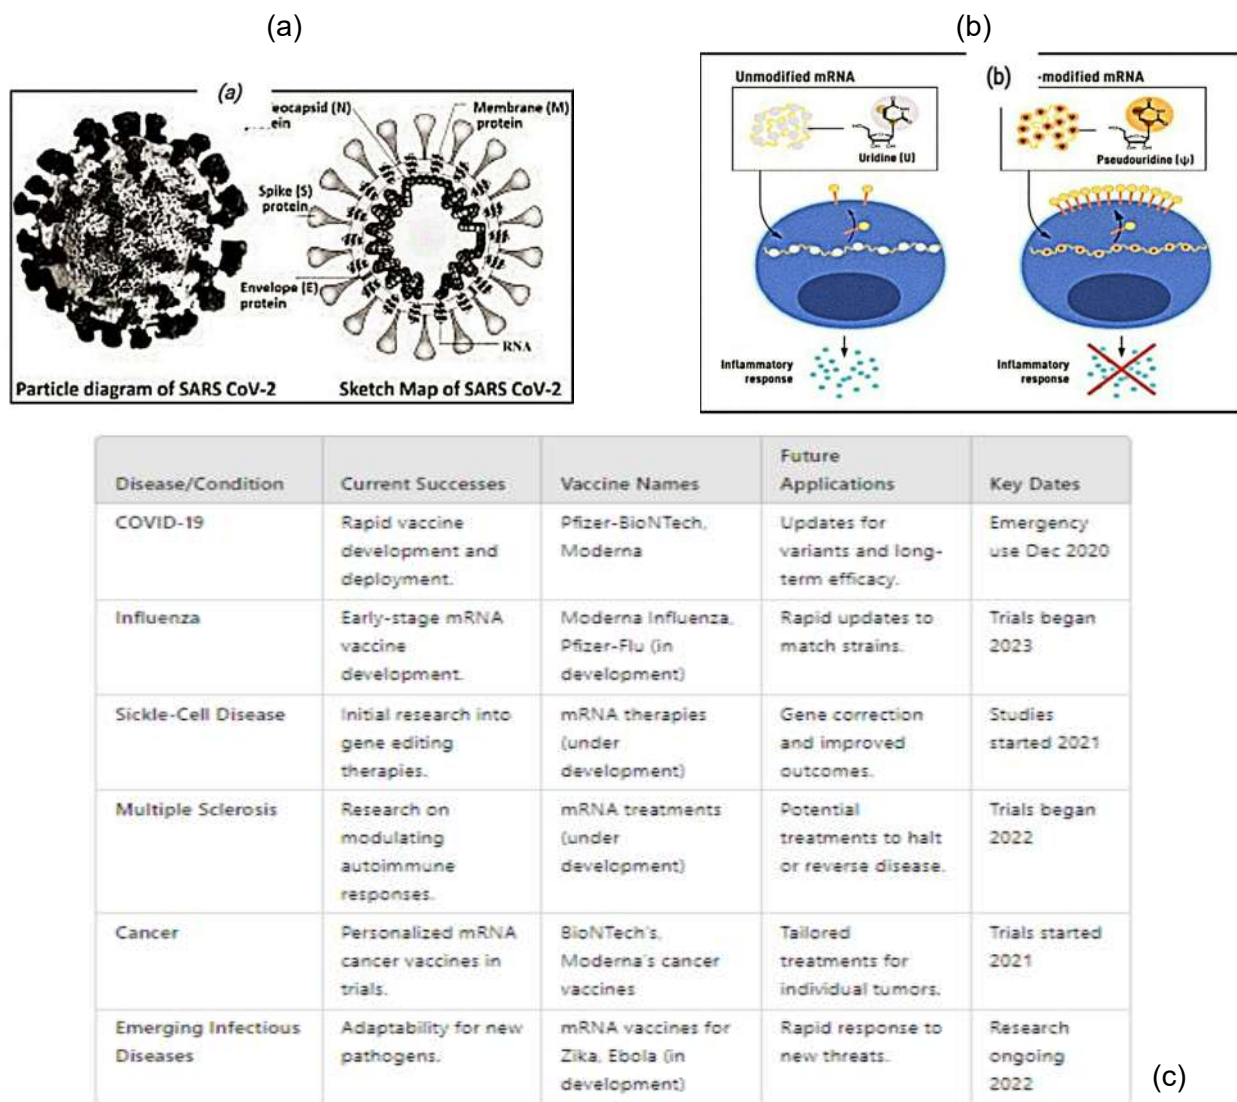 (a)
(b)
(a)
eocapsid (N)
ein
Membrane (M)
protein
Spike (S)
protein
Envelope (E)
protein
RNA
Particle diagram of SARS CoV-2
Sketch Map of SARS CoV-2
Unmodified mRNA
(b)
-modified mRNA
Uridine (U)
Pseudouridine (ψ)
Inflammatory
response
Inflammatory
response
Disease/Condition
Current Successes
Vaccine Names
Future
Applications
Key Dates
COVID-19
Rapid vaccine
development and
deployment.
Pfizer-BioNTech,
Moderna
Updates for
variants and long-
term efficacy.
Emergency
use Dec 2020
Influenza
Early-stage mRNA
vaccine
development.
Moderna Influenza,
Pfizer-Flu (in
development)
Rapid updates to
match strains.
Trials began
2023
Sickle-Cell Disease
Initial research into
gene editing
therapies.
mRNA therapies
(under
development)
Gene correction
and improved
outcomes.
Studies
started 2021
Multiple Sclerosis
Research on
modulating
autoimmune
responses.
mRNA treatments
(under
development)
Potential
treatments to halt
or reverse disease.
Trials began
2022
Cancer
Personalized mRNA
cancer vaccines in
trials.
BioNTech's,
Moderna's cancer
vaccines
Tailored
treatments for
individual tumors.
Trials started
2021
Emerging Infectious
Diseases
Adaptability for new
pathogens.
mRNA vaccines for
Zika, Ebola (in
development)
Rapid response to
new threats.
Research
ongoing
2022
(c)